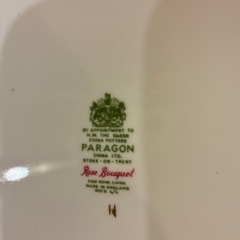 BY APPOINTMENT TO
H.M. THE QUEEN
CHINA POTTERS
PARAGON
CHINA LTD.
STOKE-ON-TRENT
Rose Bouquet
FINE BONE CHINA
MADE IN ENGLAND
REG'D
H